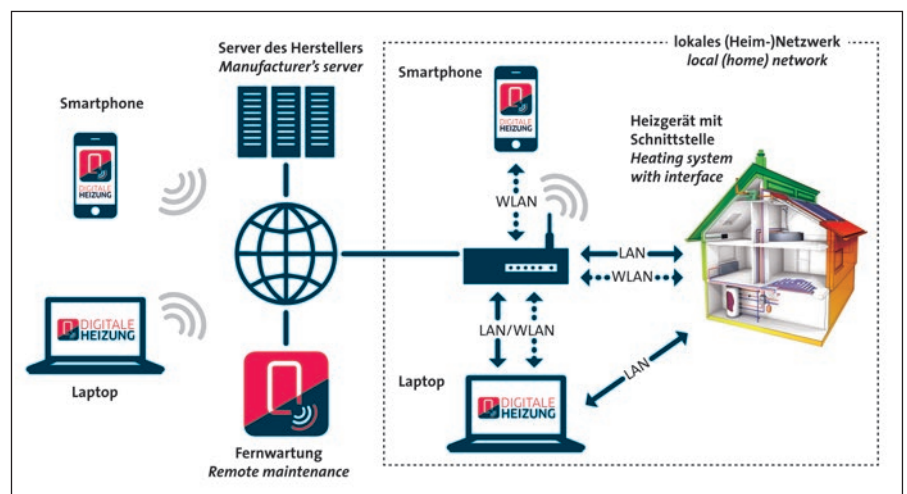 Server des Herstellers
Manufacturer's server
Smartphone
DIGITALE
HEIZUNG
DIGITALE
HEIZUNG
Laptop
Fernwartung
Remote maintenance
lokales (Heim-)Netzwerk
local (home) network
Smartphone
DIGITALE
HEIZUNG
WLAN
Heizgerät mit
Schnittstelle
Heating system
with interface
LAN
WLAN
LAN/WLAN
LAN
Laptop
DIGITALE
HEIZUNG